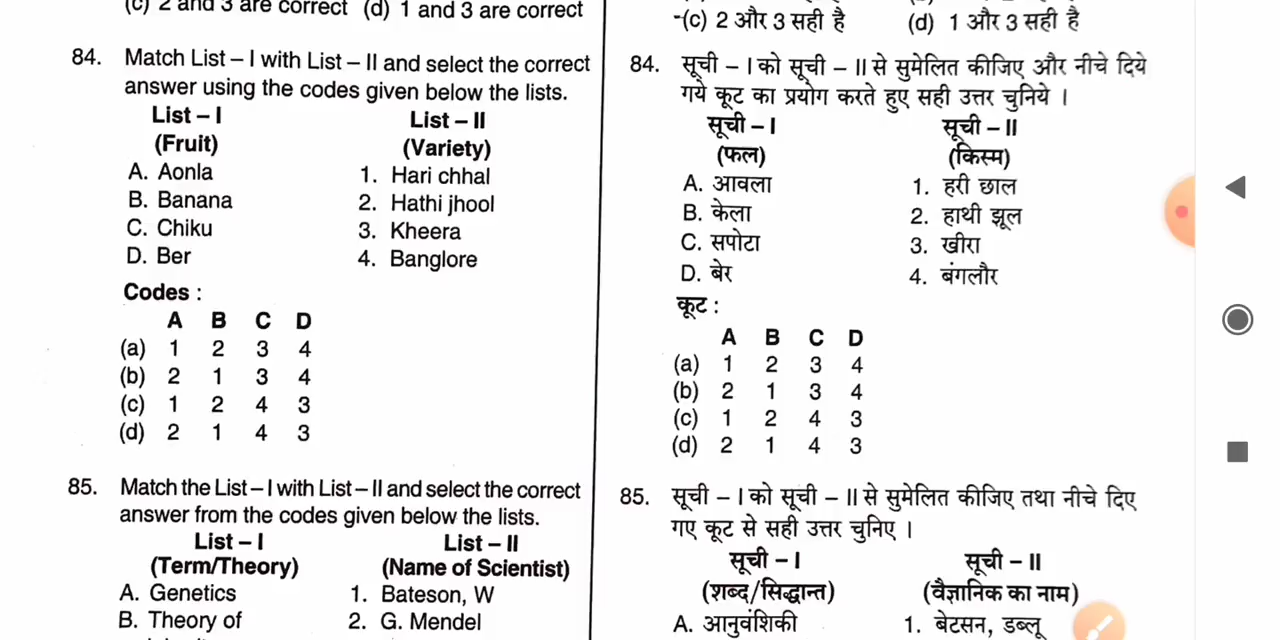 (c) 2 and 3 are correct (d) 1 and 3 are correct
84. Match List – I with List – II and select the correct
answer using the codes given below the lists.
List – I List – II
(Fruit) (Variety)
A. Aonla 1. Hari chhal
B. Banana 2. Hathi jhool
C. Chiku 3. Kheera
D. Ber 4. Banglore
Codes :
A B C D
(a) 1 2 3 4
(b) 2 1 3 4
(c) 1 2 4 3
(d) 2 1 4 3
85. Match the List – I with List – II and select the correct
answer from the codes given below the lists.
List – I List – II
(Term/Theory) (Name of Scientist)
A. Genetics 1. Bateson, W
B. Theory of 2. G. Mendel
(c) 2 और 3 सही है (d) 1 और 3 सही है
84. सूची – I को सूची – II से सुमेलित कीजिए और नीचे दिये
गये कूट का प्रयोग करते हुए सही उत्तर चुनिये ।
सूची – I सूची – II
(फल) (किस्म)
A. आवला 1. हरी छाल
B. केला 2. हाथी झूल
C. सपोटा 3. खीरा
D. बेर 4. बंगलौर
कूट :
A B C D
(a) 1 2 3 4
(b) 2 1 3 4
(c) 1 2 4 3
(d) 2 1 4 3
85. सूची – I को सूची – II से सुमेलित कीजिए तथा नीचे दिए
गए कूट से सही उत्तर चुनिए ।
सूची – I सूची – II
(शब्द/सिद्धान्त) (वैज्ञानिक का नाम)
A. आनुवंशिकी 1. बेटसन, डब्लू